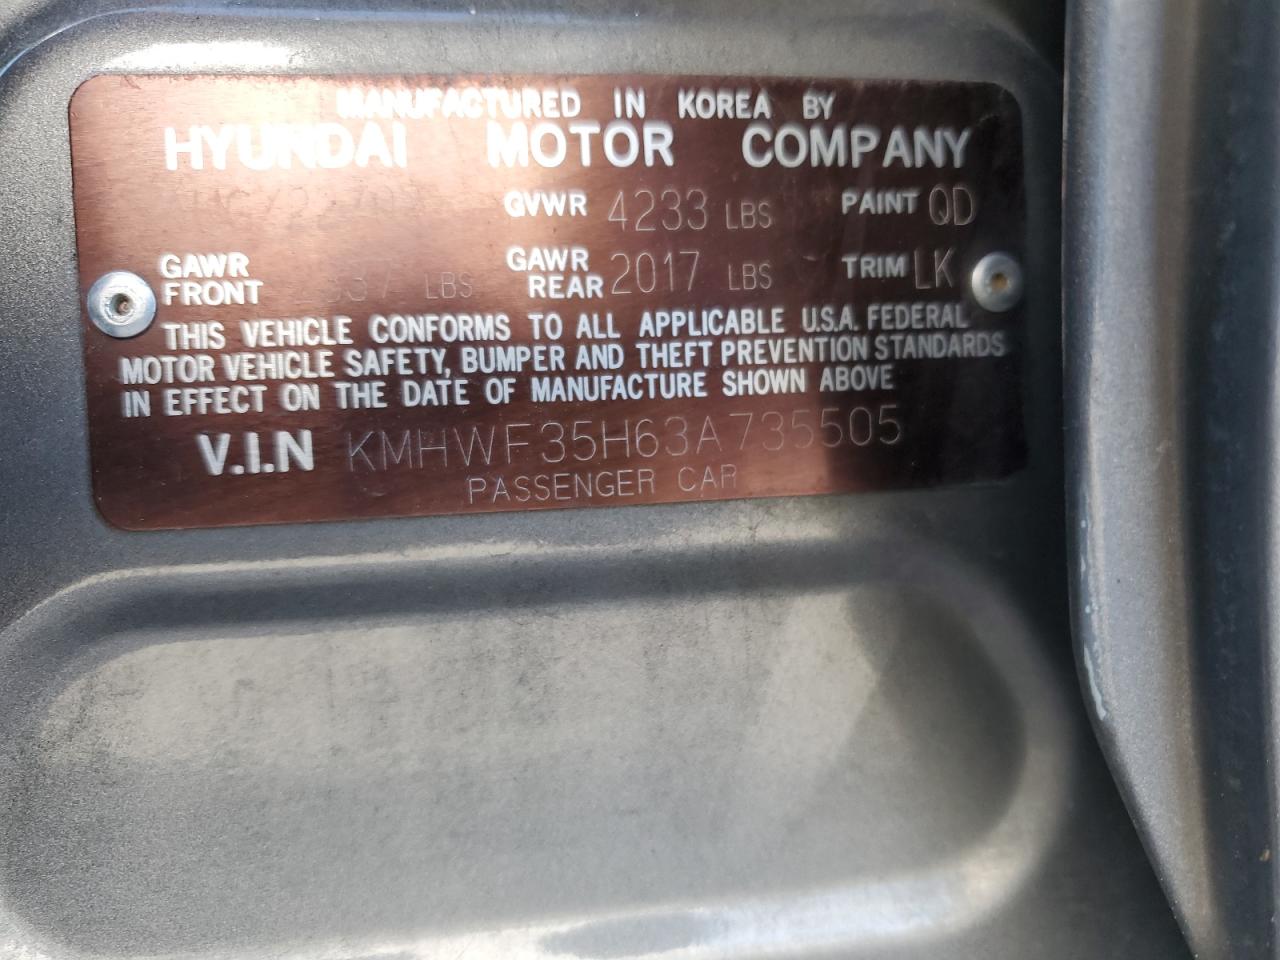 MANUFACTURED IN KOREA BY
HYUNDAI MOTOR COMPANY
GVWR 4233 LBS PAINT QD
GAWR FRONT LBS GAWR REAR 2017 LBS TRIM LK
THIS VEHICLE CONFORMS TO ALL APPLICABLE U.S.A. FEDERAL
MOTOR VEHICLE SAFETY, BUMPER AND THEFT PREVENTION STANDARDS
IN EFFECT ON THE DATE OF MANUFACTURE SHOWN ABOVE
V.I.N KMHWF35H63A735505
PASSENGER CAR